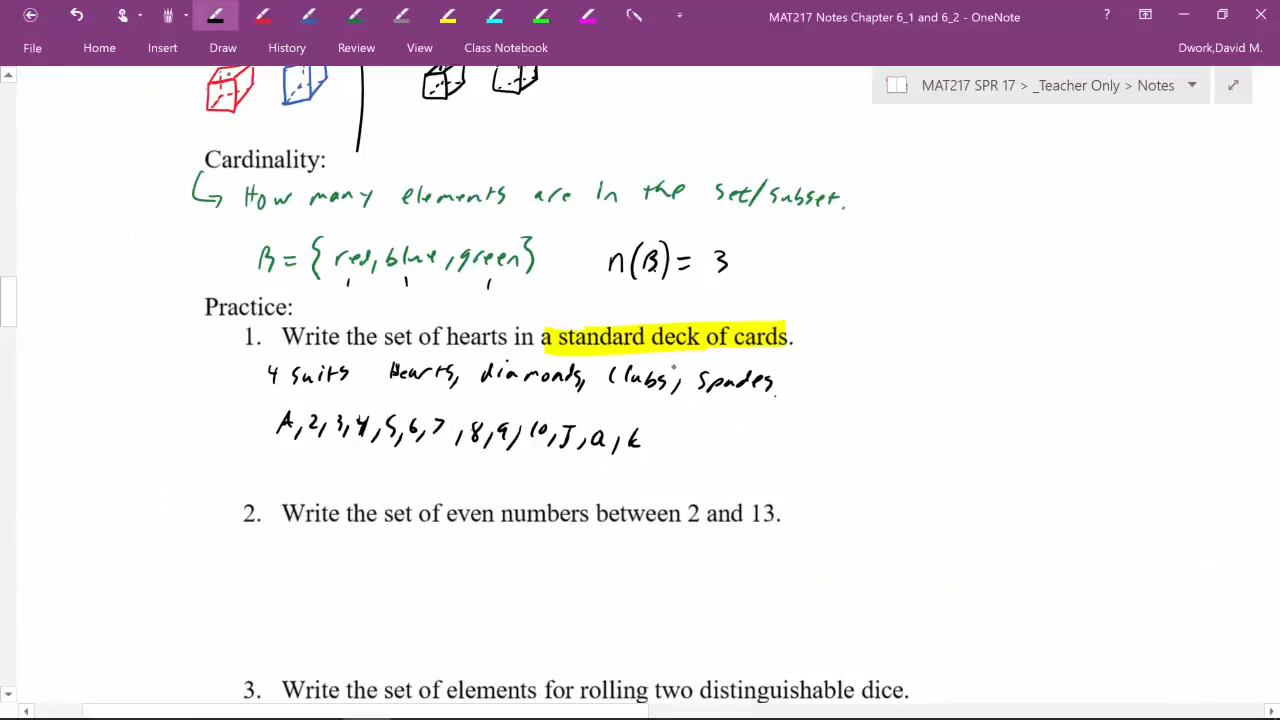 MAT217 Notes Chapter 6_1 and 6_2 - OneNote
File Home Insert Draw History Review View Class Notebook Dwork,David M.
MAT217 SPR 17 > _Teacher Only > Notes
Cardinality:
How many elements are in the set/subset.
B = { red, blue, green } n(B) = 3
Practice:
1. Write the set of hearts in a standard deck of cards.
4 suits Hearts, diamonds, Clubs, Spades.
A, 2, 3, 4, 5, 6, 7, 8, 9, 10, J, Q, K
2. Write the set of even numbers between 2 and 13.
3. Write the set of elements for rolling two distinguishable dice.